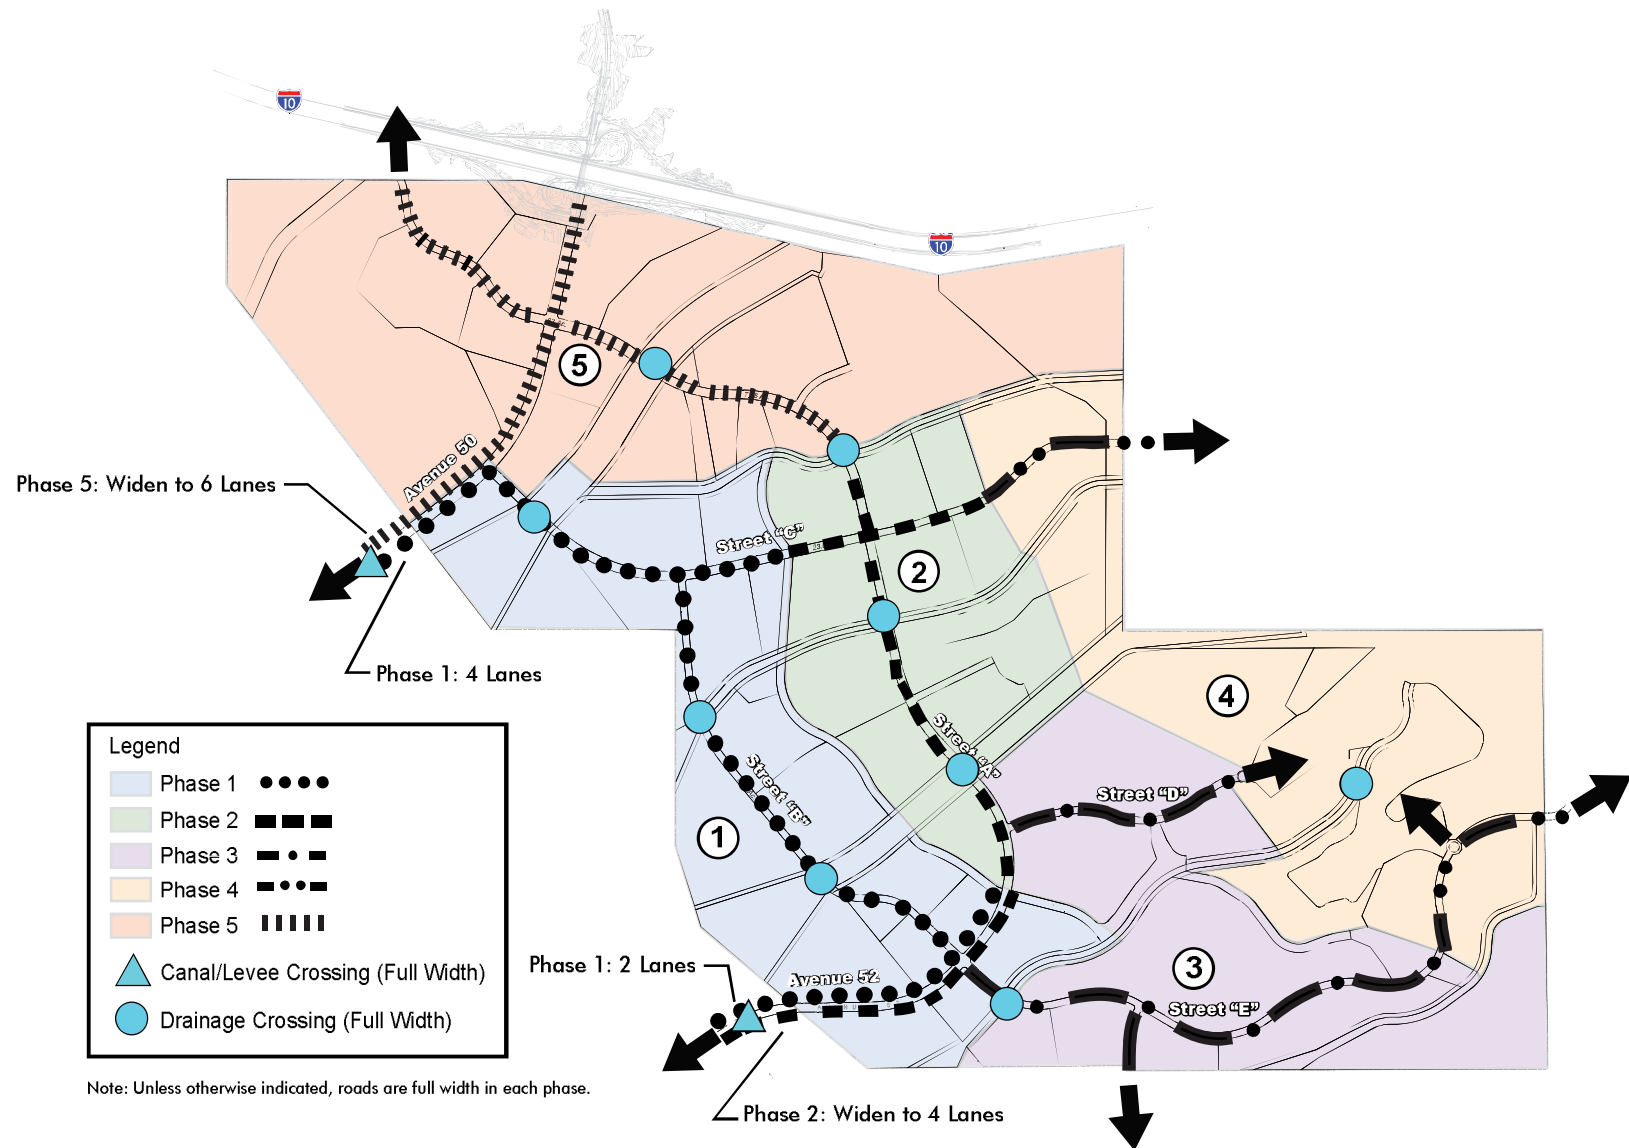 10
10
5
Avenue 50
Phase 5: Widen to 6 Lanes
Street "C"
2
Phase 1: 4 Lanes
4
Street "A"
Street "B"
Street "D"
1
Legend
Phase 1
Phase 2
Phase 3
Phase 4
Phase 5
Canal/Levee Crossing (Full Width)
Drainage Crossing (Full Width)
Phase 1: 2 Lanes
Avenue 52
3
Street "E"
Note: Unless otherwise indicated, roads are full width in each phase.
Phase 2: Widen to 4 Lanes